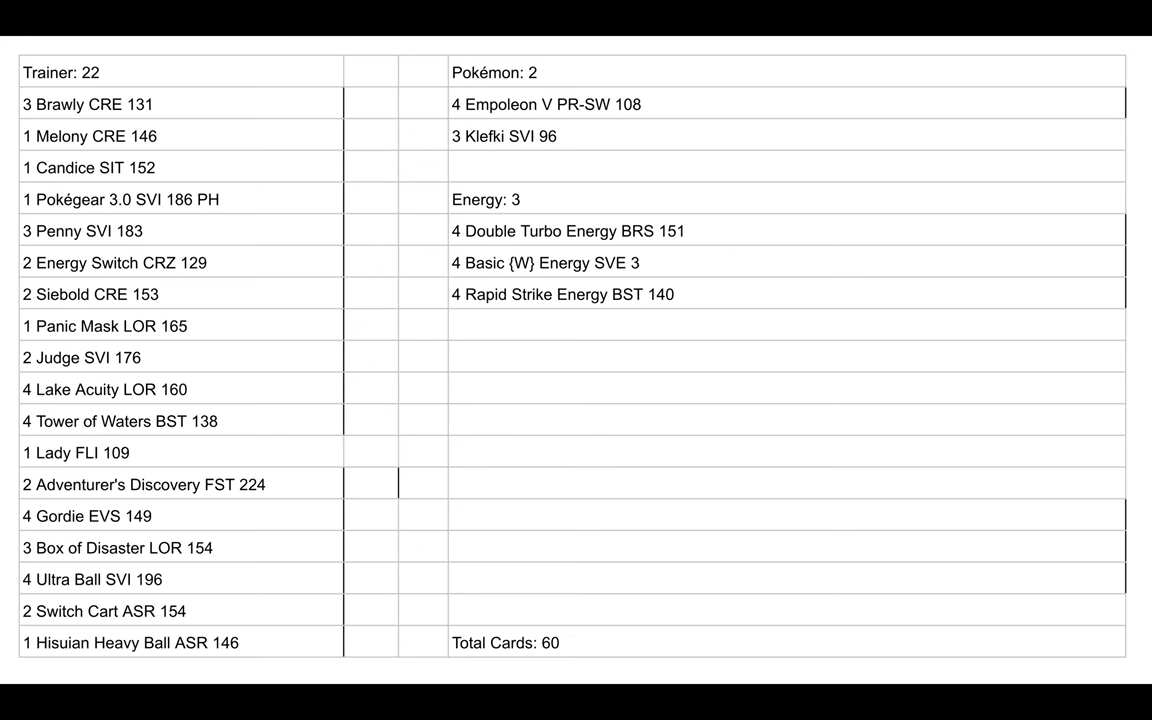 Trainer: 22
3 Brawly CRE 131
1 Melony CRE 146
1 Candice SIT 152
1 Pokégear 3.0 SVI 186 PH
3 Penny SVI 183
2 Energy Switch CRZ 129
2 Siebold CRE 153
1 Panic Mask LOR 165
2 Judge SVI 176
4 Lake Acuity LOR 160
4 Tower of Waters BST 138
1 Lady FLI 109
2 Adventurer's Discovery FST 224
4 Gordie EVS 149
3 Box of Disaster LOR 154
4 Ultra Ball SVI 196
2 Switch Cart ASR 154
1 Hisuian Heavy Ball ASR 146
Pokémon: 2
4 Empoleon V PR-SW 108
3 Klefki SVI 96
Energy: 3
4 Double Turbo Energy BRS 151
4 Basic {W} Energy SVE 3
4 Rapid Strike Energy BST 140
Total Cards: 60